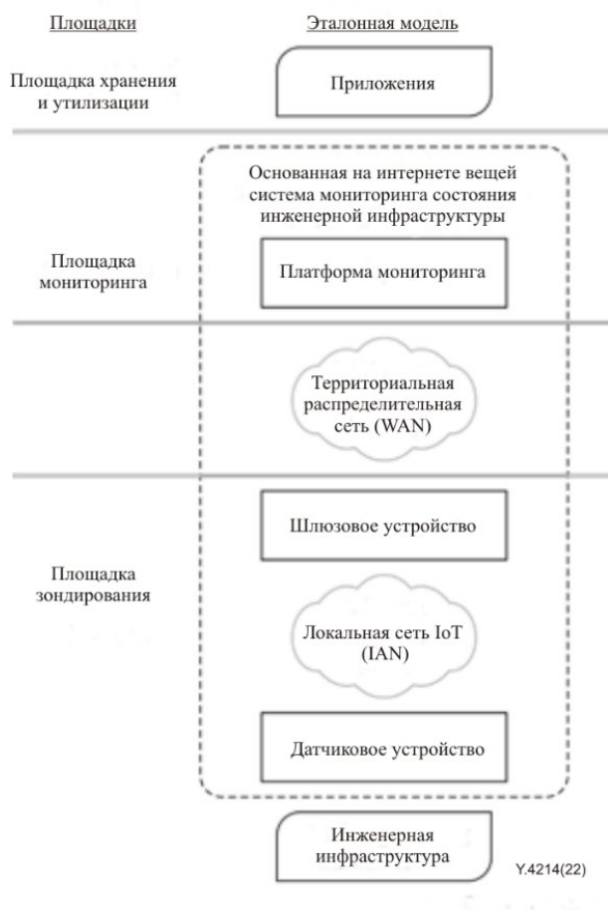 Площадки
Эталонная модель
Площадка хранения
и утилизации
Приложения
Основанная на интернете вещей
система мониторинга состояния
инженерной инфраструктуры
Площадка
мониторинга
Платформа мониторинга
Территориальная
распределительная
сеть (WAN)
Шлюзовое устройство
Площадка
зондирования
Локальная сеть IoT
(IAN)
Датчиковое устройство
Инженерная
инфраструктура
Y.4214(22)